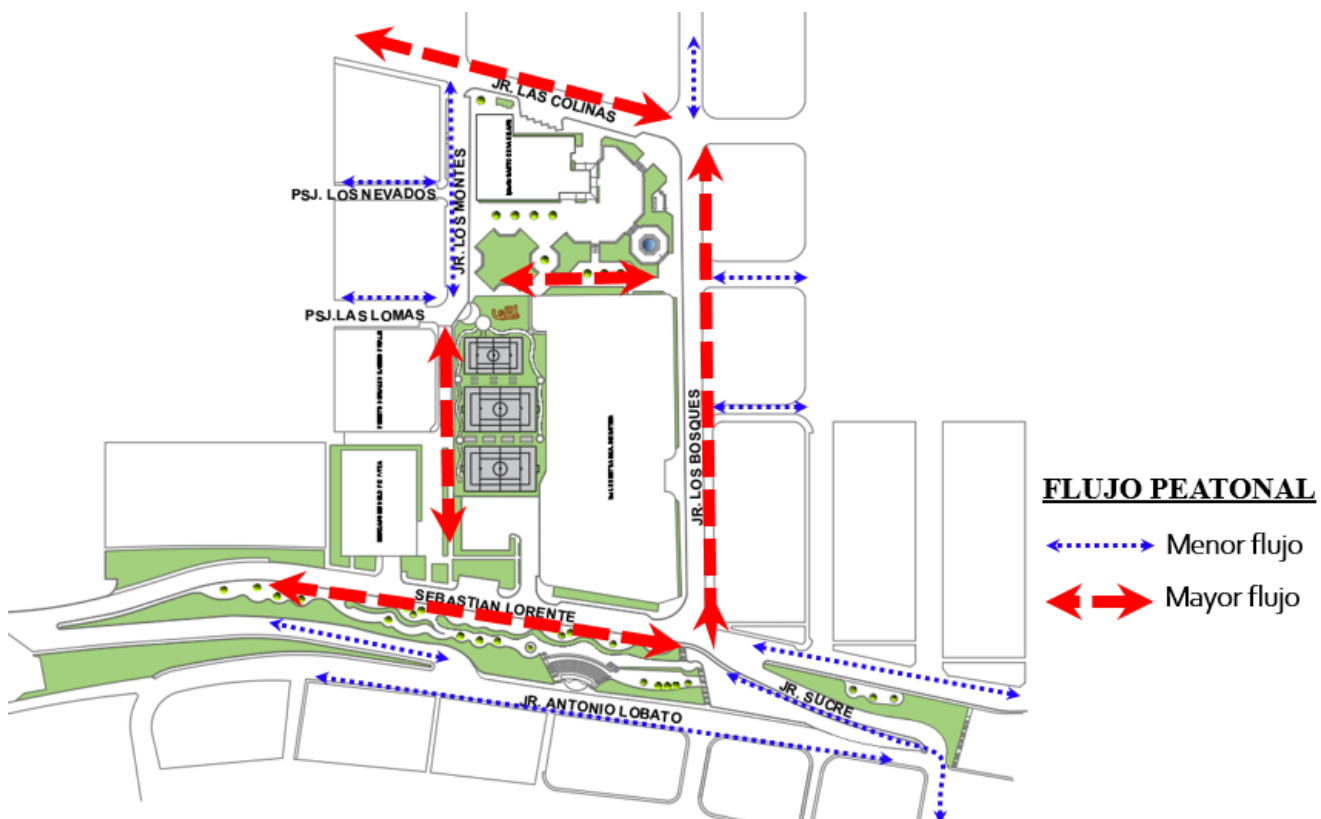 JR. LAS COLINAS
PSJ. LOS NEVADOS
JR. LOS MONTES
PSJ.LAS LOMAS
JR. LOS BOSQUES
SEBASTIAN LORENTE
JR. SUCRE
JR. ANTONIO LOBATO
FLUJO PEATONAL
Menor flujo
Mayor flujo